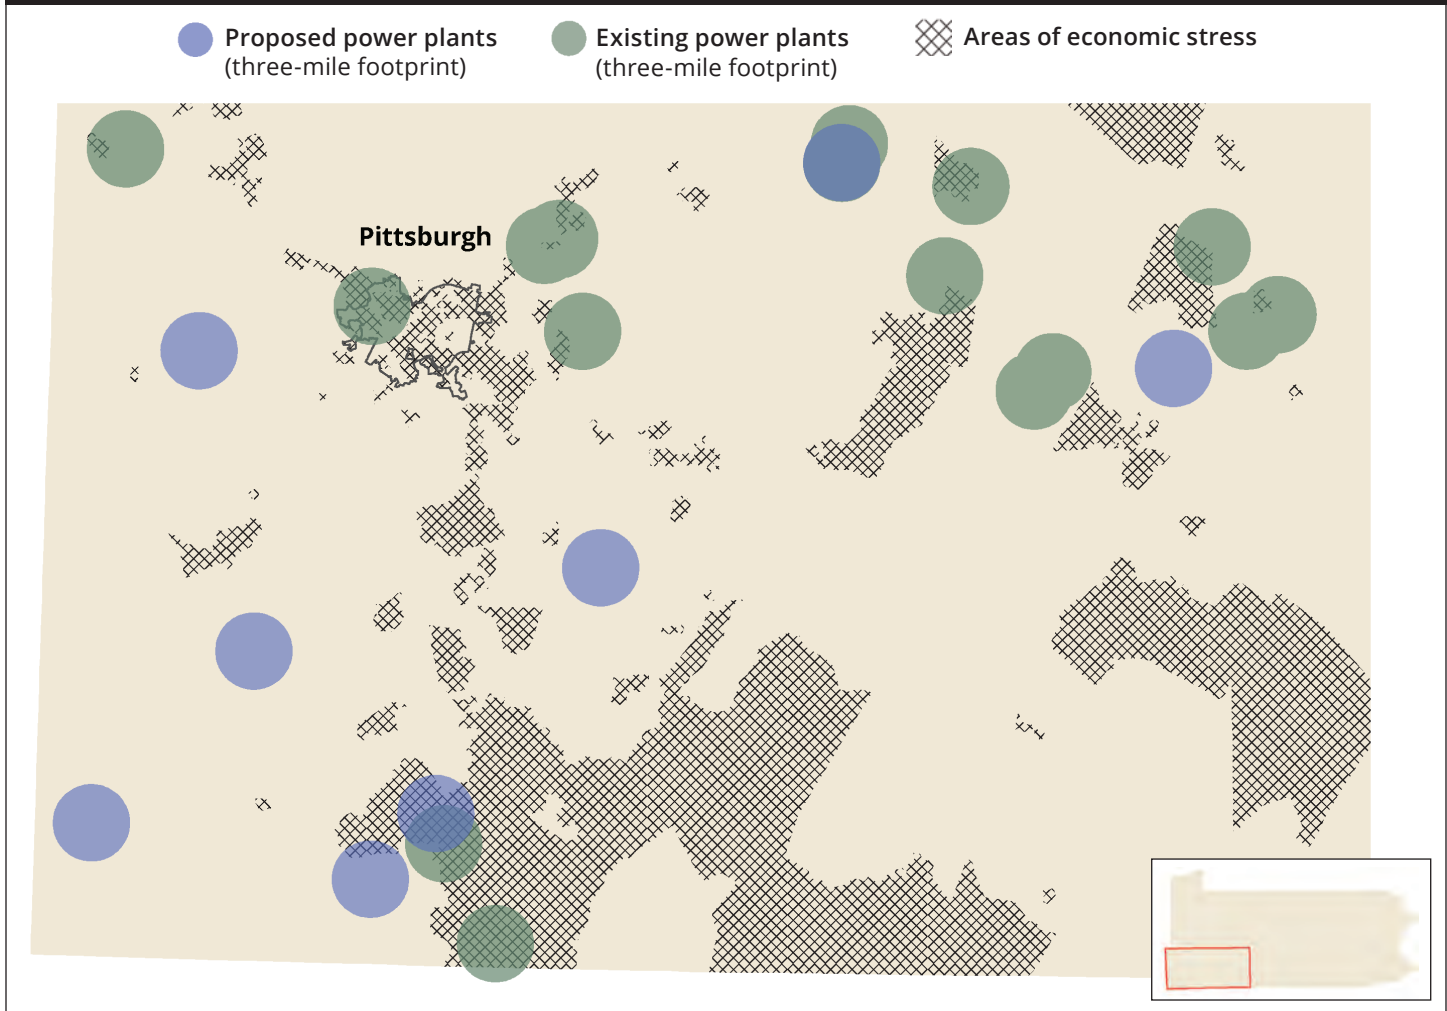 Proposed power plants
(three-mile footprint)
Existing power plants
(three-mile footprint)
Areas of economic stress
Pittsburgh